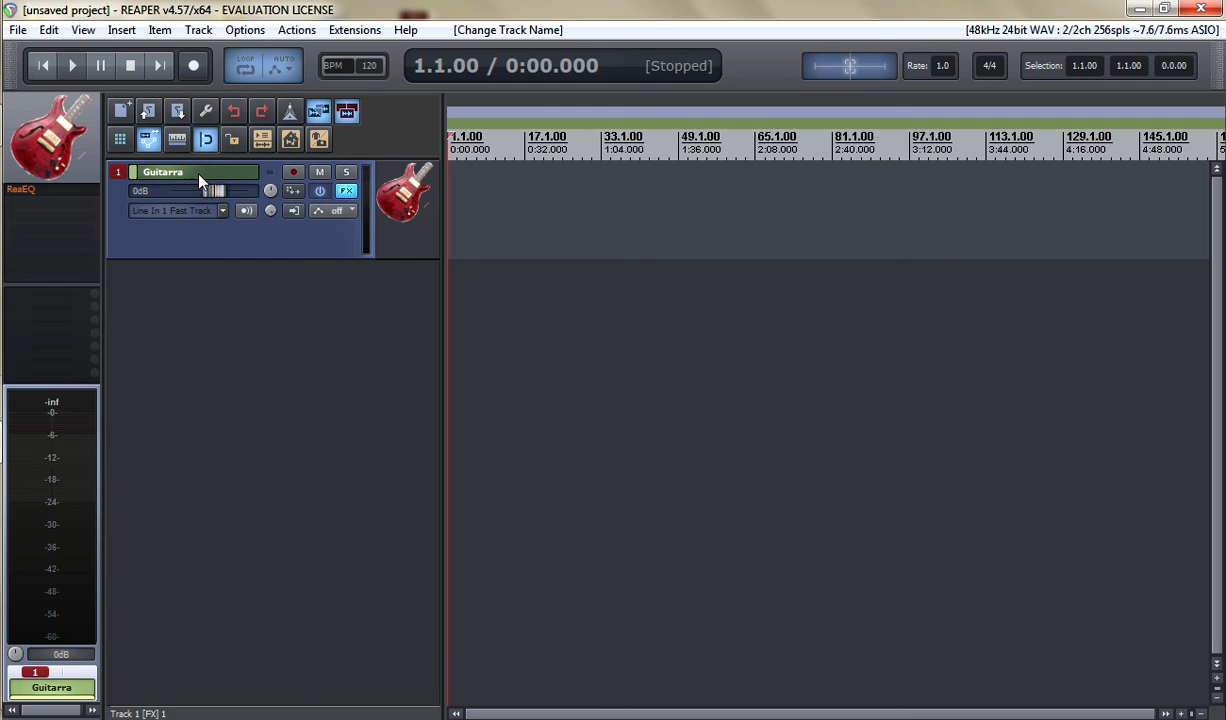 [unsaved project] - REAPER v4.57/x64 - EVALUATION LICENSE
File Edit View Insert Item Track Options Actions Extensions Help [Change Track Name] [48kHz 24bit WAV : 2/2ch 256spls ~7.6/7.6ms ASIO]
LOOP AUTO BPM 120 1.1.00 / 0:00.000 [Stopped] Rate: 1.0 4/4 Selection: 1.1.00 1.1.00 0.0.00
1.1.00 17.1.00 33.1.00 49.1.00 65.1.00 81.1.00 97.1.00 113.1.00 129.1.00 145.1.00
0:00.000 0:32.000 1:04.000 1:36.000 2:08.000 2:40.000 3:12.000 3:44.000 4:16.000 4:48.000
1 Guitarra M S
ReaEQ
0dB FX
Line In 1 Fast Track off
-inf
-0-
-6-
-12-
-18-
-24-
-30-
-36-
-42-
-48-
-54-
-60-
0dB
1
Guitarra
Track 1 [FX] 1